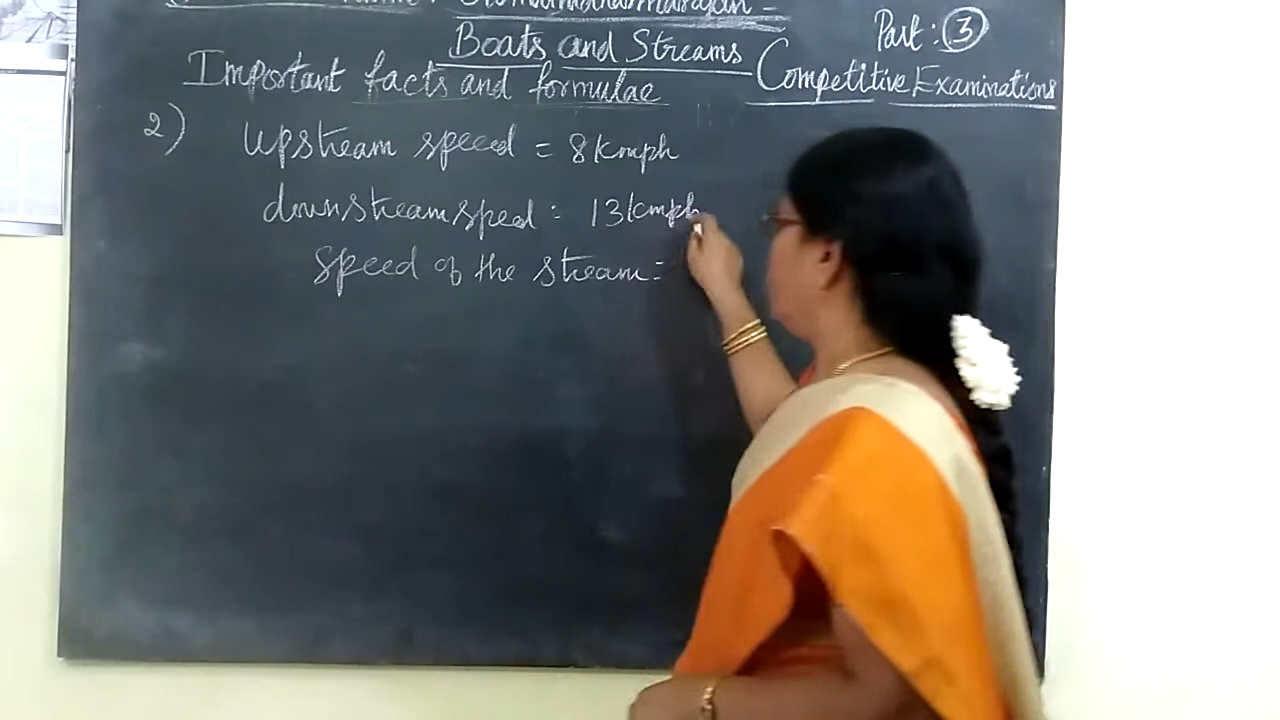 Boats and Streams
Part: 3
Important facts and formulae
Competitive Examinations
2) Upstream speed = 8 kmph
downstream speed = 13 kmph
speed of the stream =